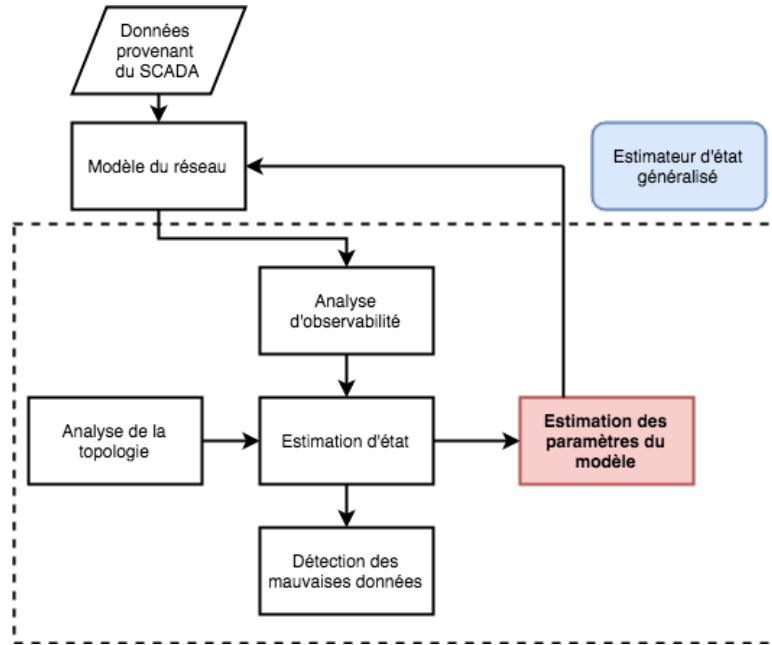 Données
provenant
du SCADA
Modèle du réseau
Estimateur d'état
généralisé
Analyse
d'observabilité
Analyse de la
topologie
Estimation d'état
Estimation des
paramètres du
modèle
Détection des
mauvaises données